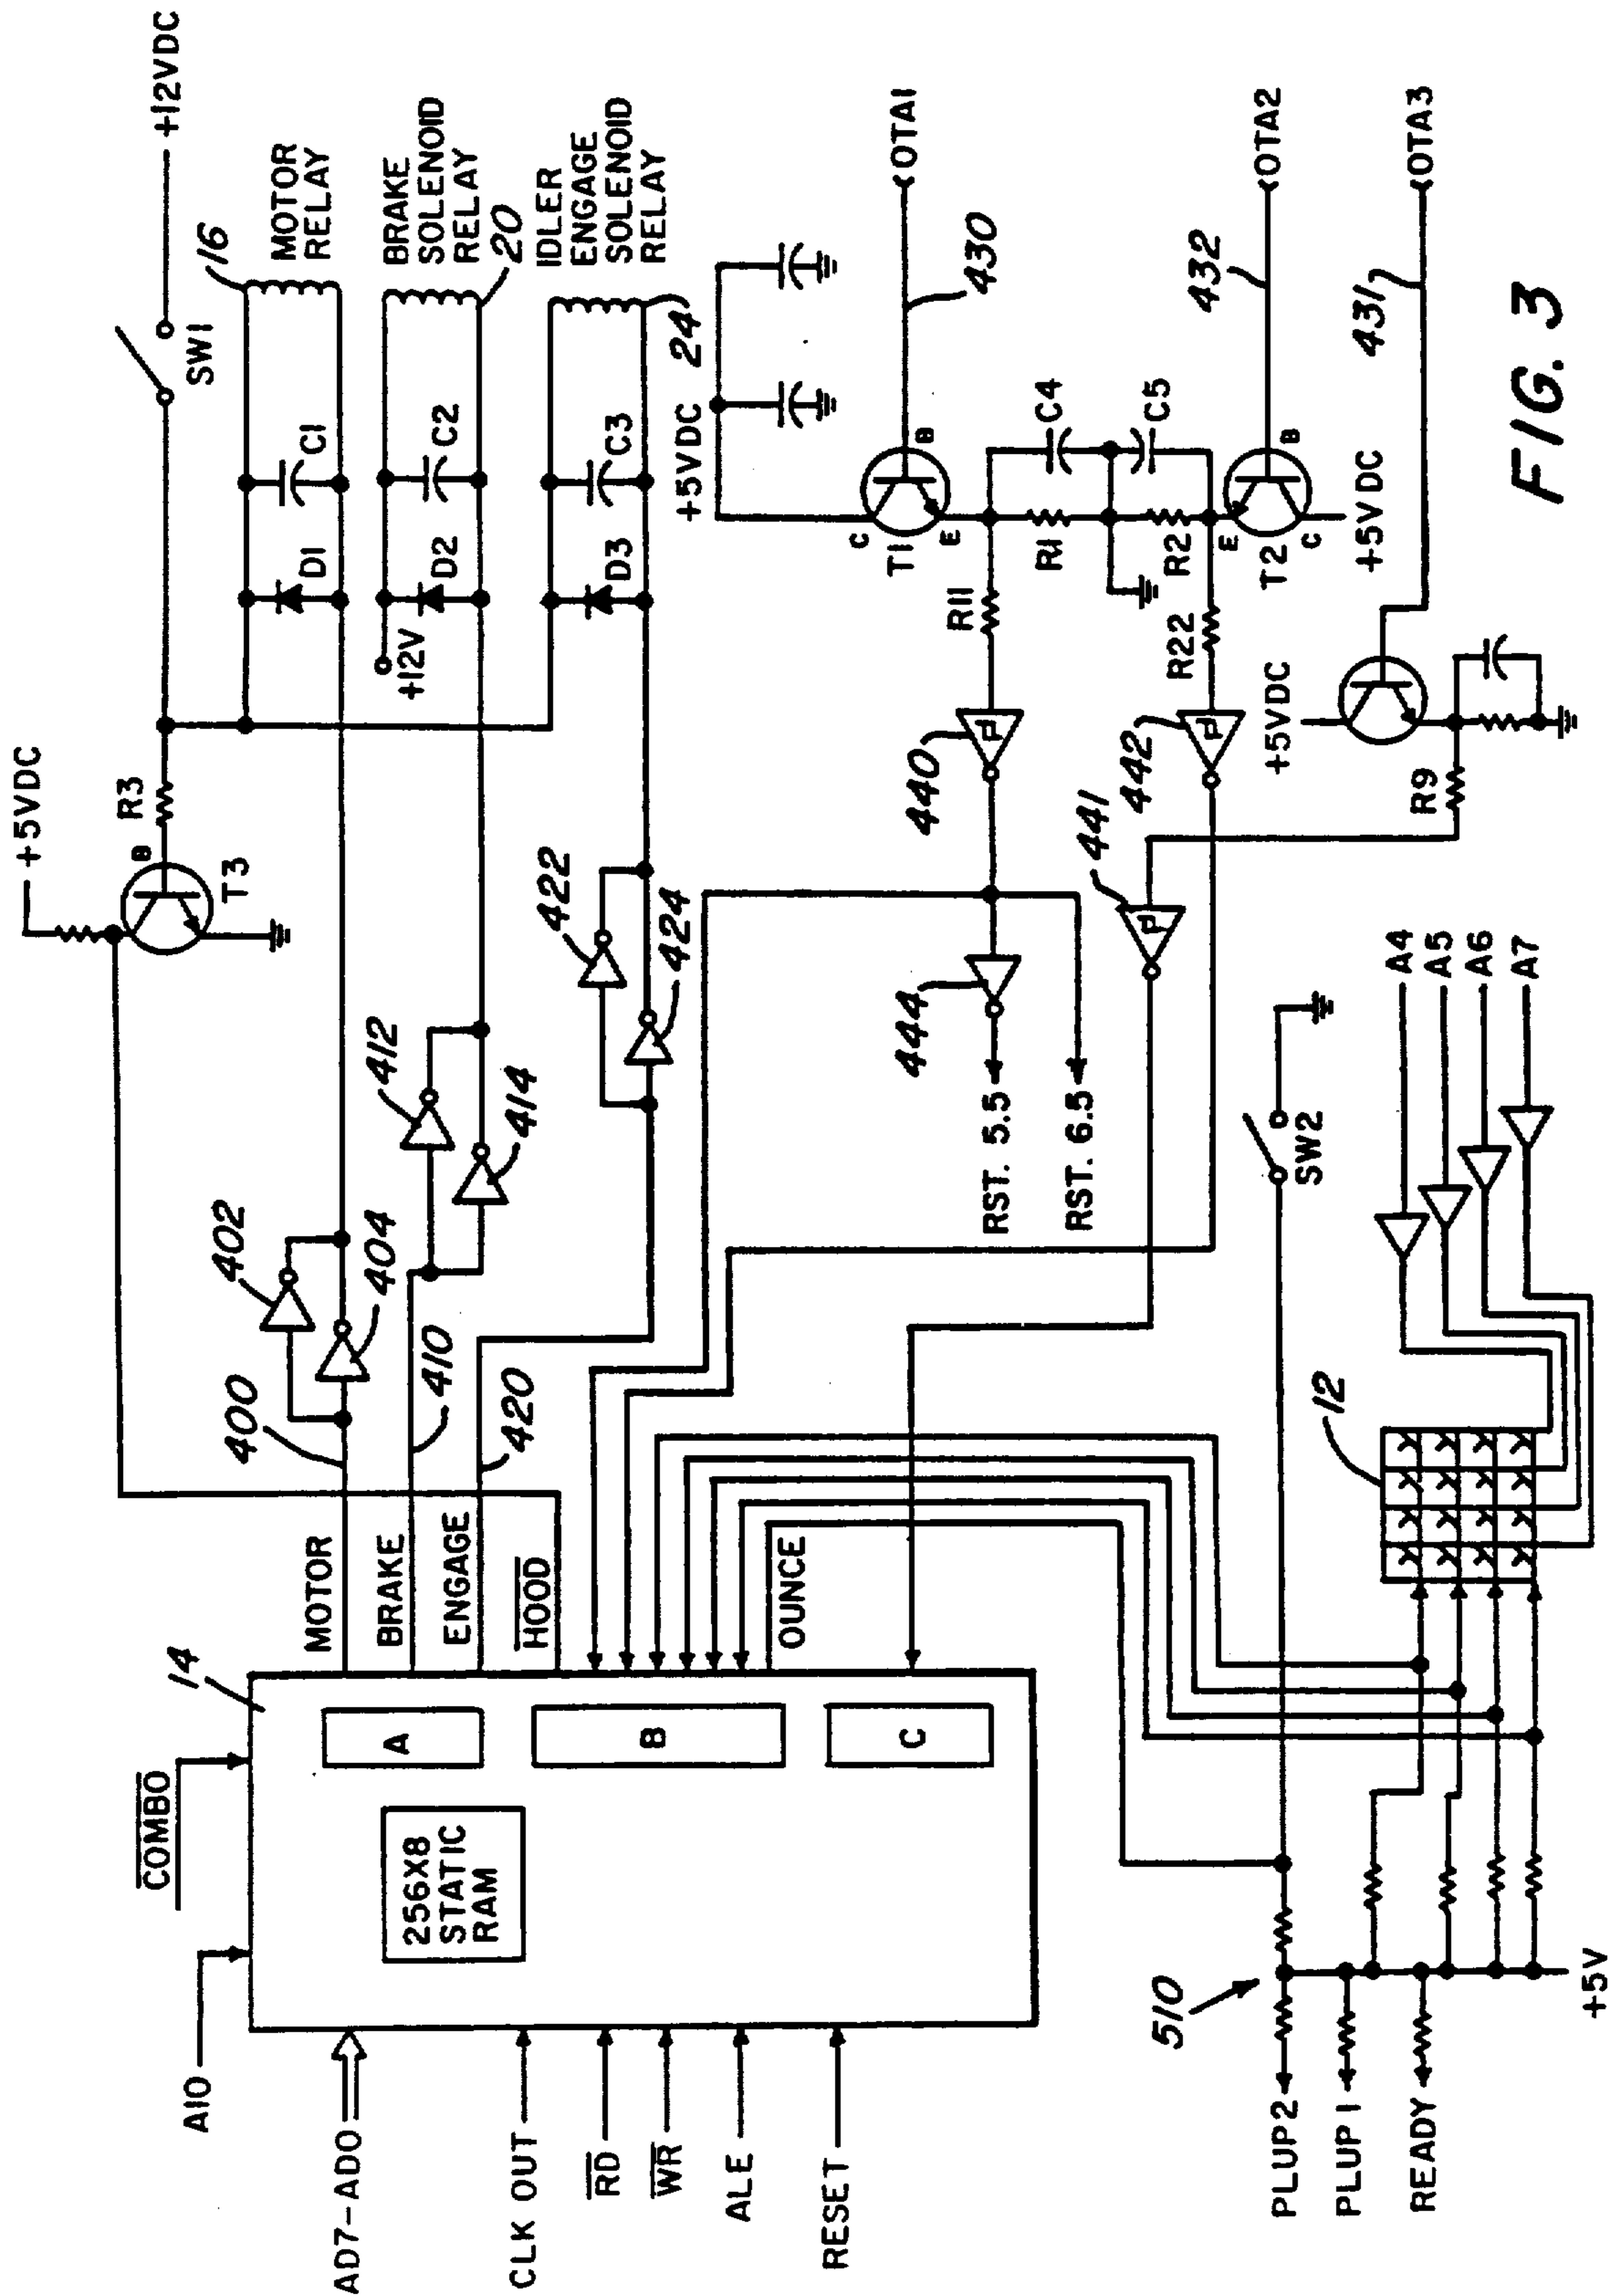 +5VDC
+12VDC
R3
B
T3
SW1
16
MOTOR
RELAY
D1
C1
BRAKE
SOLENOID
RELAY
20
+12V
D2
C2
IDLER
ENGAGE
SOLENOID
RELAY
24
D3
C3
402
404
400
412
414
410
422
424
420
14
COMBO
A10
AD7-AD0
CLK OUT
RD
WR
ALE
RESET
256X8
STATIC
RAM
A
B
C
MOTOR
BRAKE
ENGAGE
HOOD
OUNCE
+5VDC
C
T1
B
E
430
OTA1
R11
R1
C4
R2
C5
440
444
RST. 5.5
RST. 6.5
441
442
R22
E
T2
B
C
+5VDC
432
OTA2
+5VDC
431
OTA3
R9
SW2
A4
A5
A6
A7
12
510
PLUP2
PLUP1
READY
+5V
FIG. 3